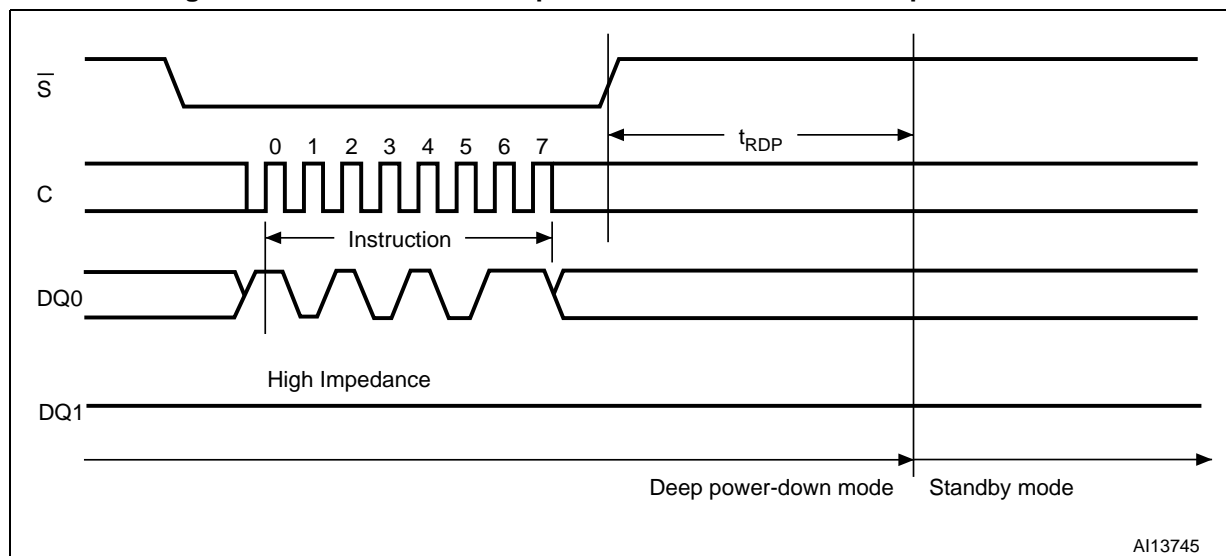 S
t_RDP
0 1 2 3 4 5 6 7
C
Instruction
DQ0
High Impedance
DQ1
Deep power-down mode Standby mode
AI13745